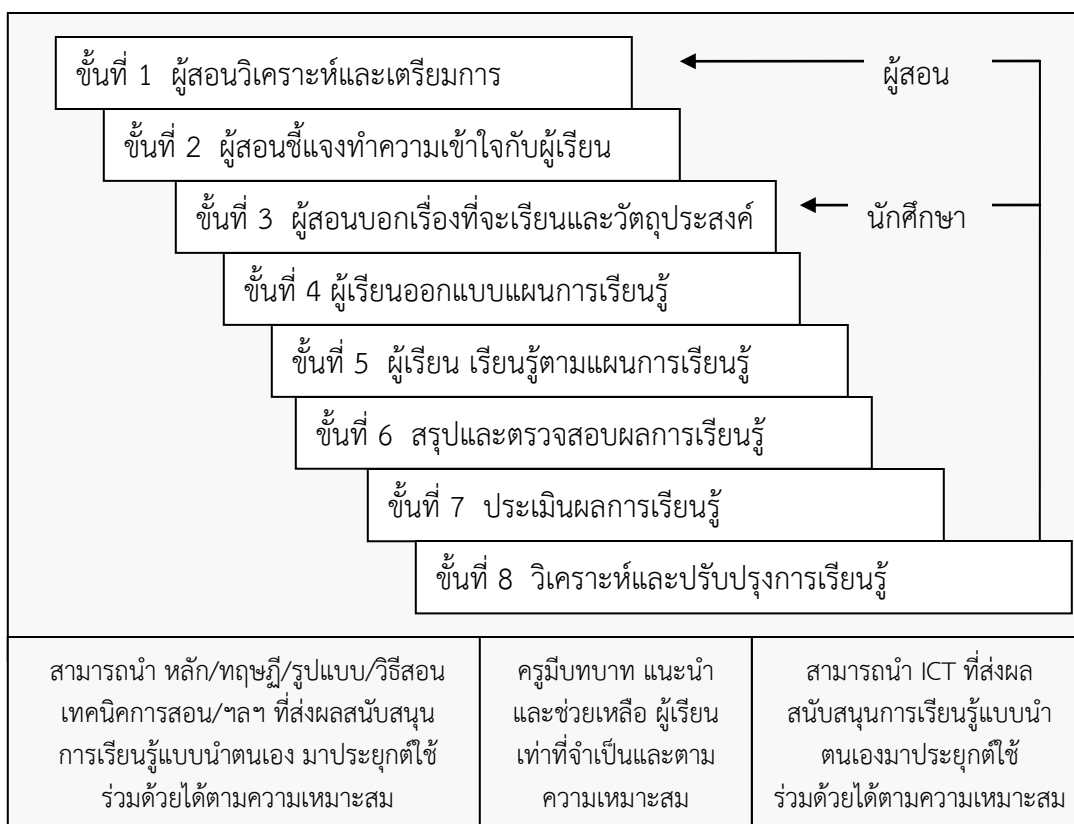 ขั้นที่ 1 ผู้สอนวิเคราะห์และเตรียมการ
ผู้สอน
ขั้นที่ 2 ผู้สอนชี้แจงทำความเข้าใจกับผู้เรียน
ขั้นที่ 3 ผู้สอนบอกเรื่องที่จะเรียนและวัตถุประสงค์
นักศึกษา
ขั้นที่ 4 ผู้เรียนออกแบบแผนการเรียนรู้
ขั้นที่ 5 ผู้เรียน เรียนรู้ตามแผนการเรียนรู้
ขั้นที่ 6 สรุปและตรวจสอบผลการเรียนรู้
ขั้นที่ 7 ประเมินผลการเรียนรู้
ขั้นที่ 8 วิเคราะห์และปรับปรุงการเรียนรู้
สามารถนำ หลัก/ทฤษฏี/รูปแบบ/วิธีสอน
เทคนิคการสอน/ฯลฯ ที่ส่งผลสนับสนุน
การเรียนรู้แบบนำตนเอง มาประยุกต์ใช้
ร่วมด้วยได้ตามความเหมาะสม
ครูมีบทบาท แนะนำ
และช่วยเหลือ ผู้เรียน
เท่าที่จำเป็นและตาม
ความเหมาะสม
สามารถนำ ICT ที่ส่งผล
สนับสนุนการเรียนรู้แบบนำ
ตนเองมาประยุกต์ใช้
ร่วมด้วยได้ตามความเหมาะสม